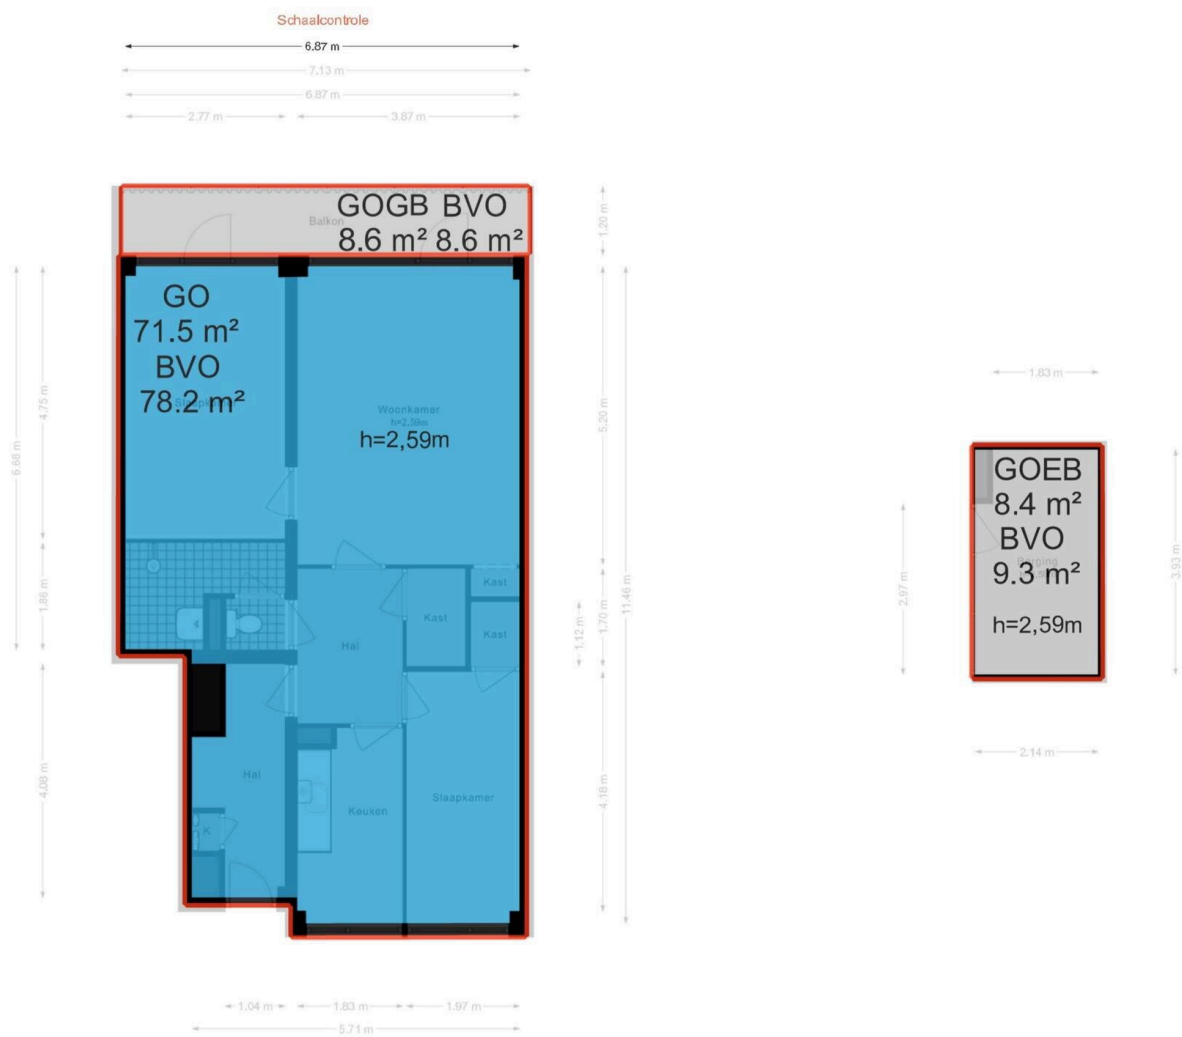 Schaalcontrole
6.87 m
7.13 m
6.87 m
2.77 m
3.87 m
Balkon
GOGB BVO
8.6 m² 8.6 m²
1.20 m
GO
71.5 m²
BVO
78.2 m²
Woonkamer
h=2,59m
h=2,59m
4.75 m
6.68 m
5.20 m
11.46 m
1.86 m
Kast
Kast
Kast
Hal
1.12 m
1.70 m
4.08 m
Hal
K
Keuken
Slaapkamer
4.18 m
1.04 m
1.83 m
1.97 m
5.71 m
1.83 m
GOEB
8.4 m²
BVO
Berging
9.3 m²
h=2,59m
2.97 m
3.93 m
2.14 m